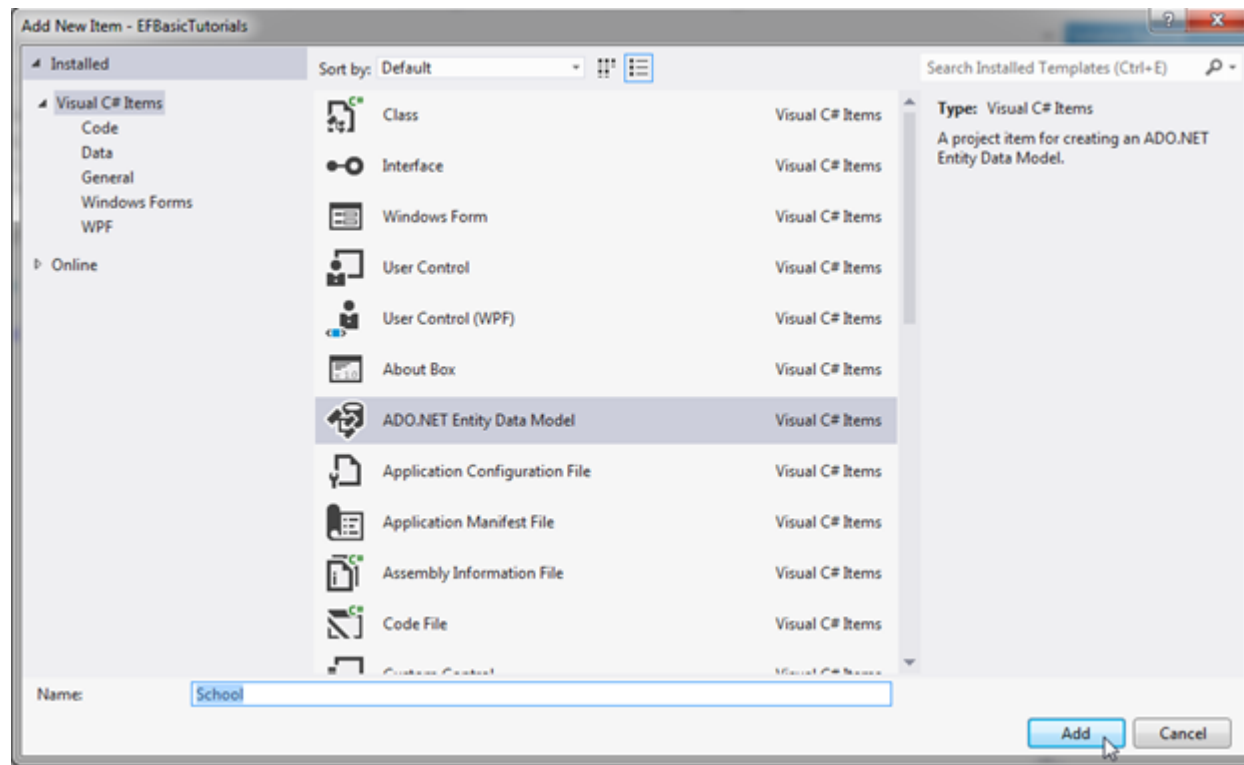 Add New Item - EFBasicTutorials
Installed
Sort by: Default
Search Installed Templates (Ctrl+E)
Visual C# Items
Code
Data
General
Windows Forms
WPF
Online
Class Visual C# Items
Interface Visual C# Items
Windows Form Visual C# Items
User Control Visual C# Items
User Control (WPF) Visual C# Items
About Box Visual C# Items
ADO.NET Entity Data Model Visual C# Items
Application Configuration File Visual C# Items
Application Manifest File Visual C# Items
Assembly Information File Visual C# Items
Code File Visual C# Items
Custom Control Visual C# Items
Type: Visual C# Items
A project item for creating an ADO.NET
Entity Data Model.
Name: School
Add Cancel